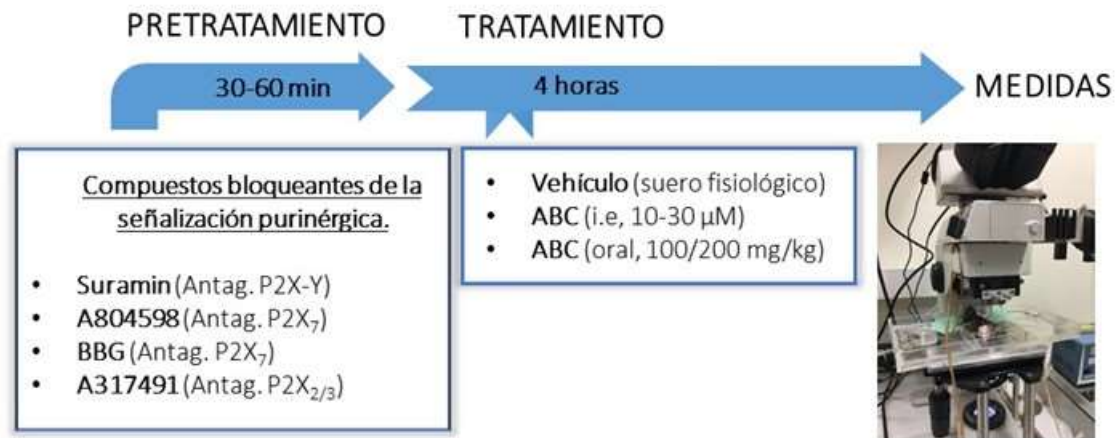 PRETRATAMIENTO
TRATAMIENTO
30-60 min
4 horas
MEDIDAS
Compuestos bloqueantes de la
señalización purinérgica.
• Suramin (Antag. P2X-Y)
• A804598 (Antag. P2X₇)
• BBG (Antag. P2X₇)
• A317491 (Antag. P2X₂/₃)
• Vehículo (suero fisiológico)
• ABC (i.e, 10-30 µM)
• ABC (oral, 100/200 mg/kg)